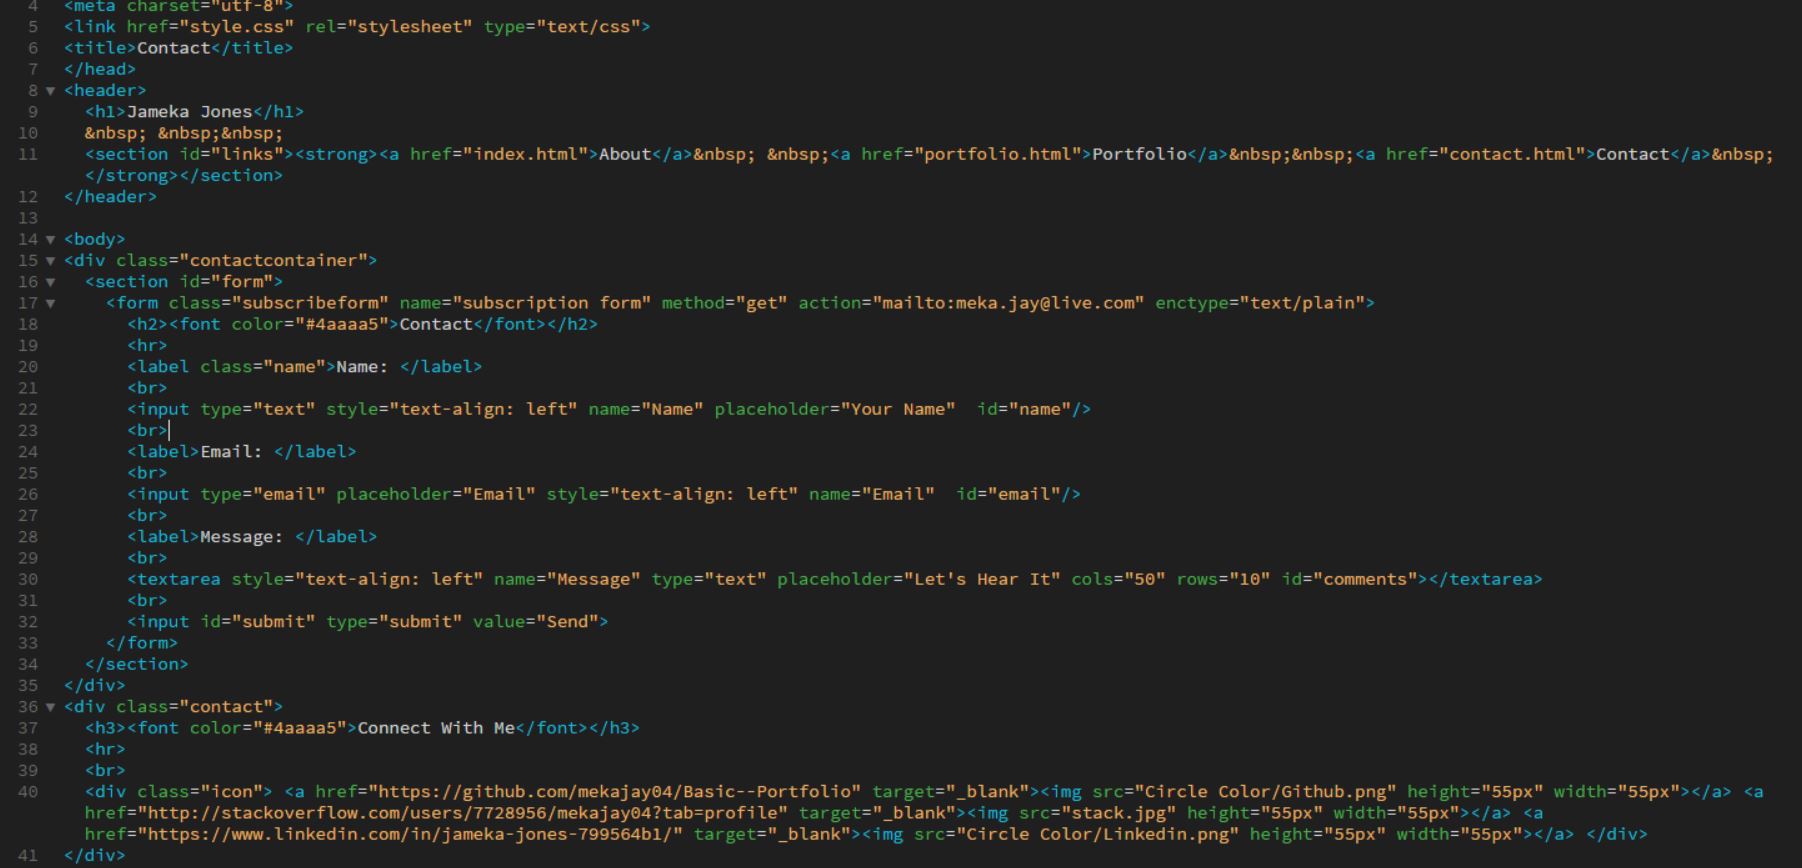 4 <meta charset="utf-8">
5 <link href="style.css" rel="stylesheet" type="text/css">
6 <title>Contact</title>
7 </head>
8 ▼ <header>
9 <h1>Jameka Jones</h1>
10 &nbsp; &nbsp;&nbsp;
11 <section id="links"><strong><a href="index.html">About</a>&nbsp; &nbsp;<a href="portfolio.html">Portfolio</a>&nbsp;&nbsp;<a href="contact.html">Contact</a>&nbsp;
</strong></section>
12 </header>
13
14 ▼ <body>
15 ▼ <div class="contactcontainer">
16 ▼ <section id="form">
17 ▼ <form class="subscribeform" name="subscription form" method="get" action="mailto:meka.jay@live.com" enctype="text/plain">
18 <h2><font color="#4aaaa5">Contact</font></h2>
19 <hr>
20 <label class="name">Name: </label>
21 <br>
22 <input type="text" style="text-align: left" name="Name" placeholder="Your Name"  id="name"/>
23 <br>
24 <label>Email: </label>
25 <br>
26 <input type="email" placeholder="Email" style="text-align: left" name="Email"  id="email"/>
27 <br>
28 <label>Message: </label>
29 <br>
30 <textarea style="text-align: left" name="Message" type="text" placeholder="Let's Hear It" cols="50" rows="10" id="comments"></textarea>
31 <br>
32 <input id="submit" type="submit" value="Send">
33 </form>
34 </section>
35 </div>
36 ▼ <div class="contact">
37 <h3><font color="#4aaaa5">Connect With Me</font></h3>
38 <hr>
39 <br>
40 <div class="icon"> <a href="https://github.com/mekajay04/Basic--Portfolio" target="_blank"><img src="Circle Color/Github.png" height="55px" width="55px"></a> <a
href="http://stackoverflow.com/users/7728956/mekajay04?tab=profile" target="_blank"><img src="stack.jpg" height="55px" width="55px"></a> <a
href="https://www.linkedin.com/in/jameka-jones-799564b1/" target="_blank"><img src="Circle Color/Linkedin.png" height="55px" width="55px"></a> </div>
41 </div>